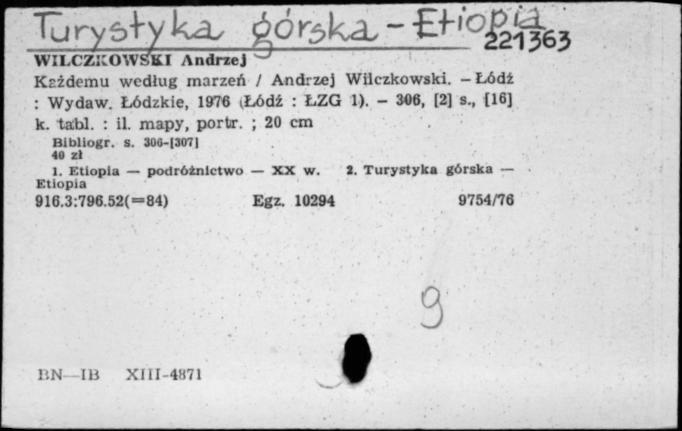 Turystyka górska - Etiopia
221363
WILCZKOWSKI Andrzej
Każdemu według marzeń / Andrzej Wilczkowski. – Łódź
: Wydaw. Łódzkie, 1976 (Łódź : ŁZG 1). – 306, [2] s., [16]
k. tabl. : il. mapy, portr. ; 20 cm
Bibliogr. s. 306-[307]
40 zł
1. Etiopia — podróżnictwo — XX w. 2. Turystyka górska —
Etiopia
916.3:796.52(=84) Egz. 10294 9754/76
9
BN—IB XIII-4871